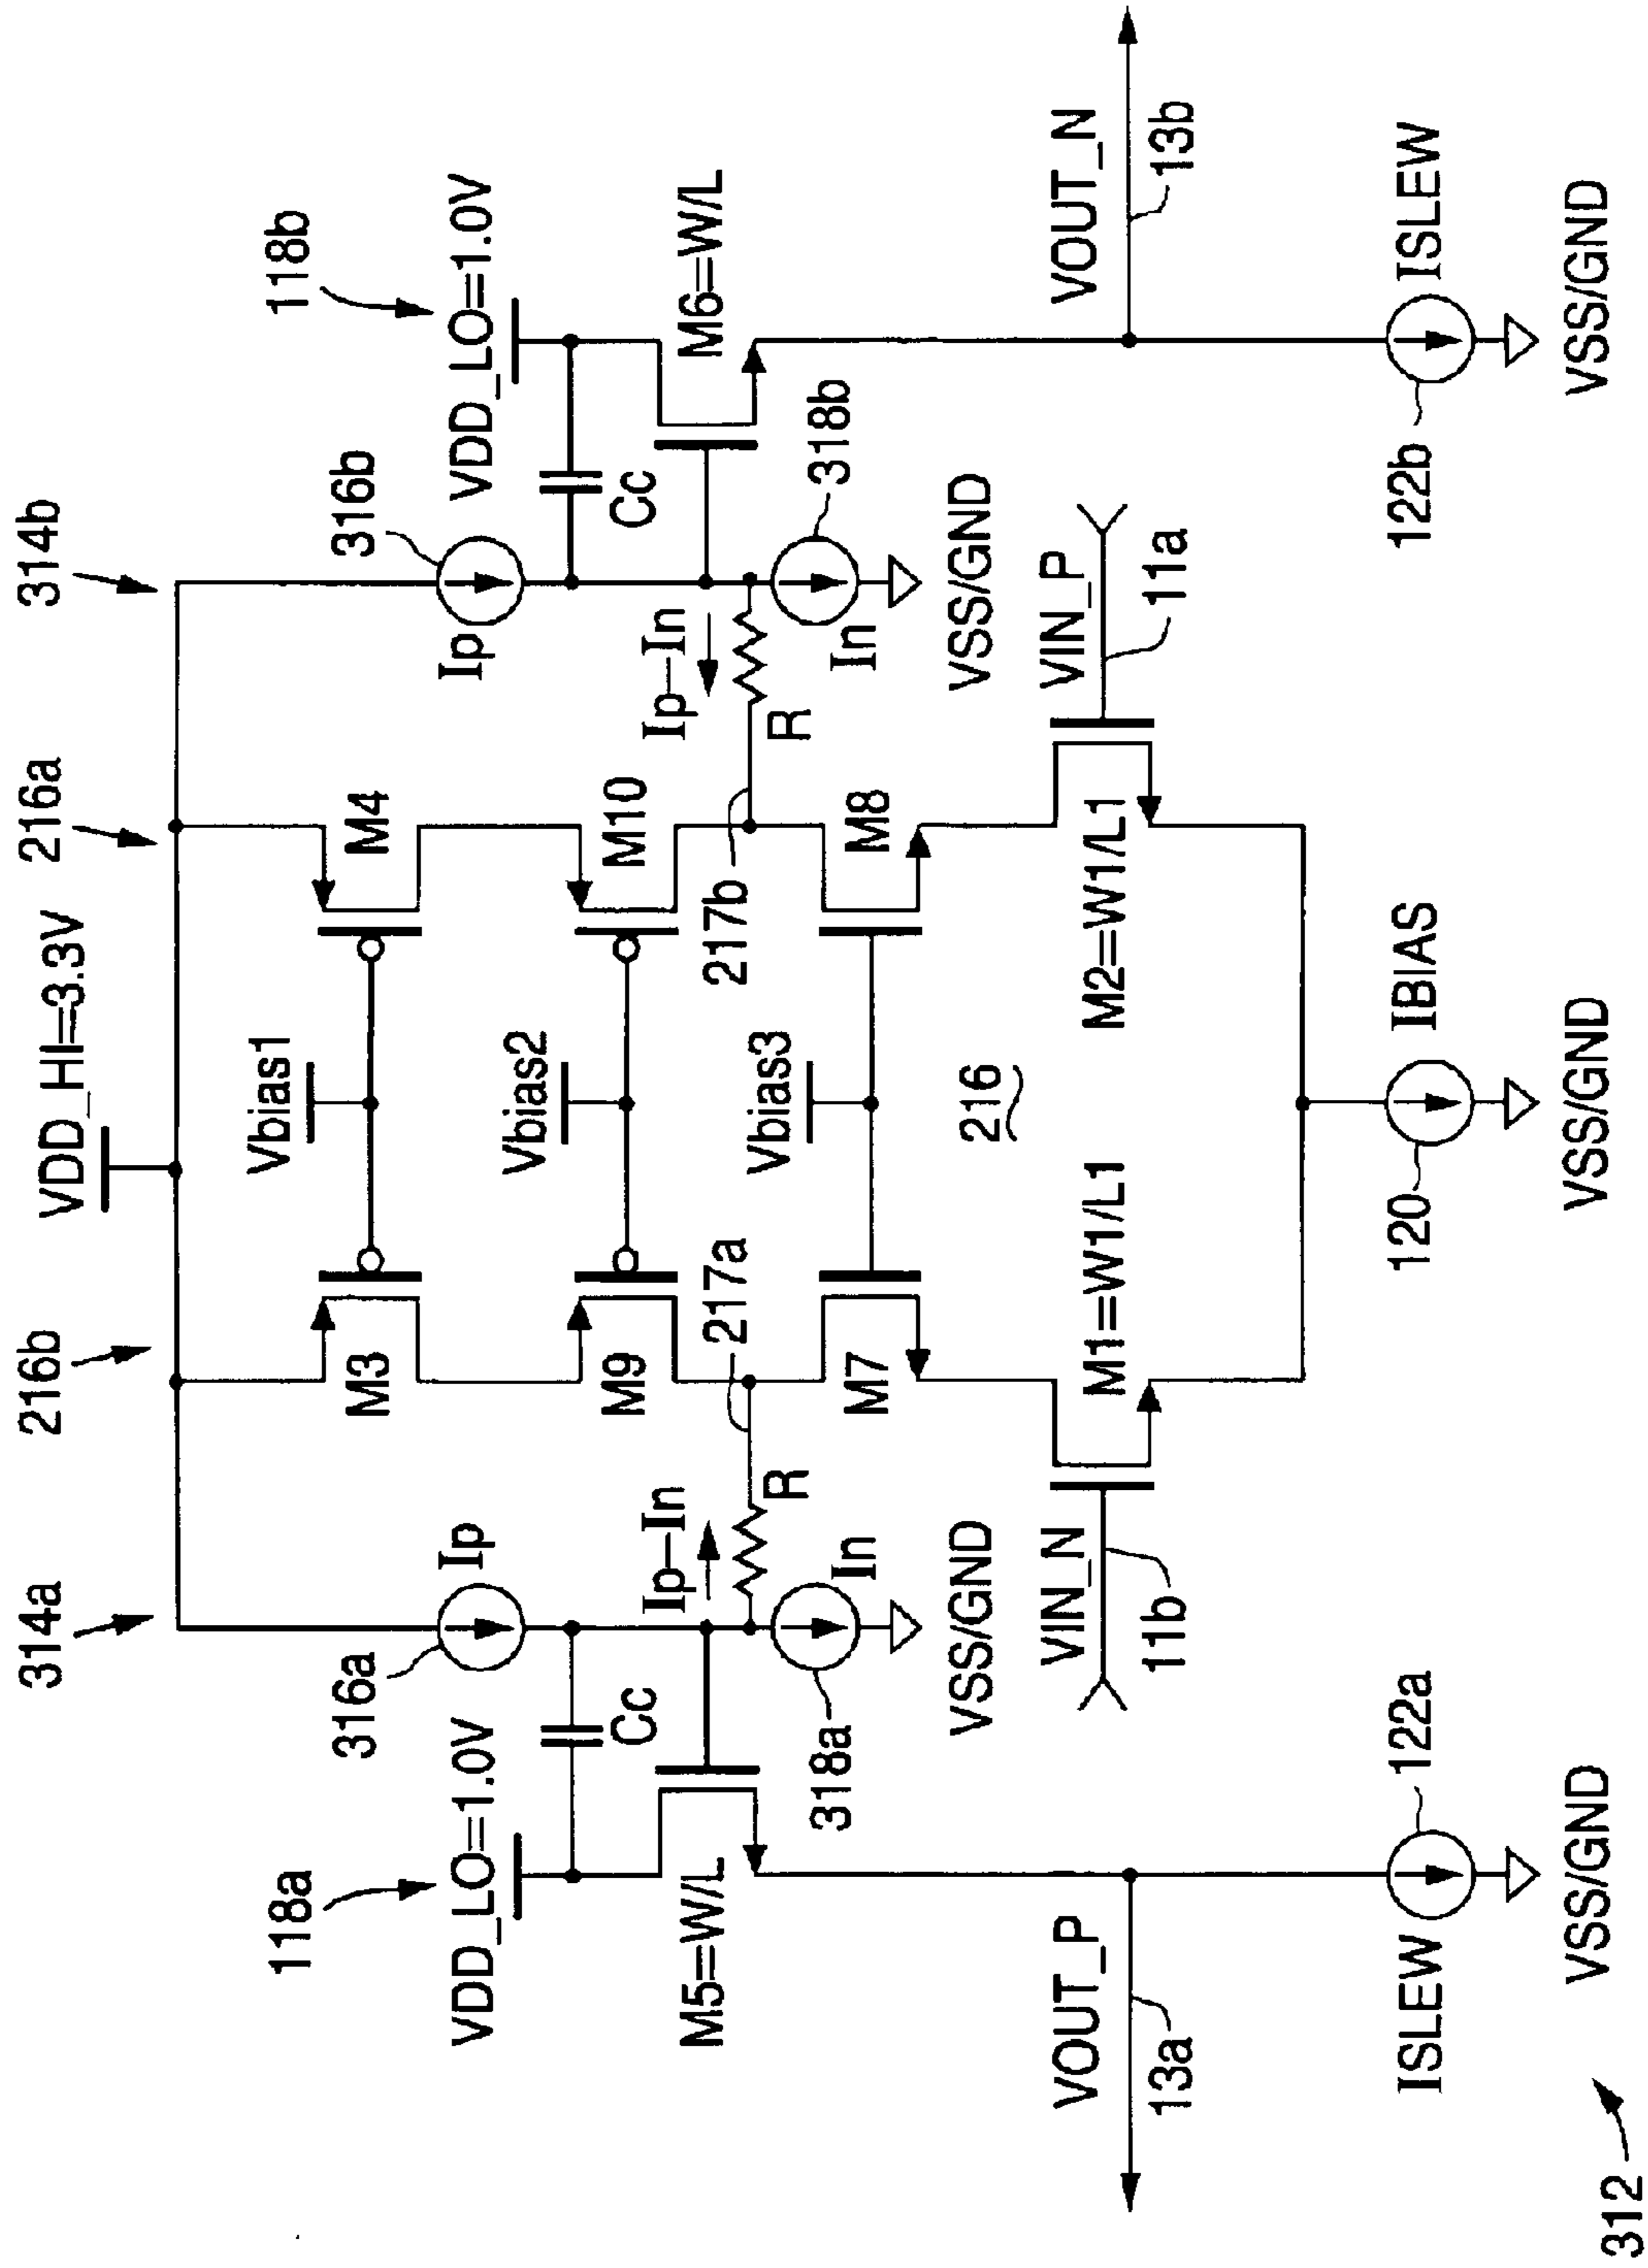 314a
216b
VDD_HI=3.3V
216a
314b
118a
VDD_LO=1.0V
316a
Ip
Vbias1
M3
M4
Ip
316b
VDD_LO=1.0V
118b
Cc
Vbias2
M9
M10
Cc
M5=W/L
Ip–In
R
217a
217b
Ip–In
R
M6=W/L
318a
In
Vbias3
M7
M8
In
318b
VSS/GND
216
VSS/GND
VOUT_P
13a
VIN_N
11b
M1=W1/L1
M2=W1/L1
VIN_P
11a
VOUT_N
13b
ISLEW
122a
120
IBIAS
122b
ISLEW
VSS/GND
VSS/GND
VSS/GND
312